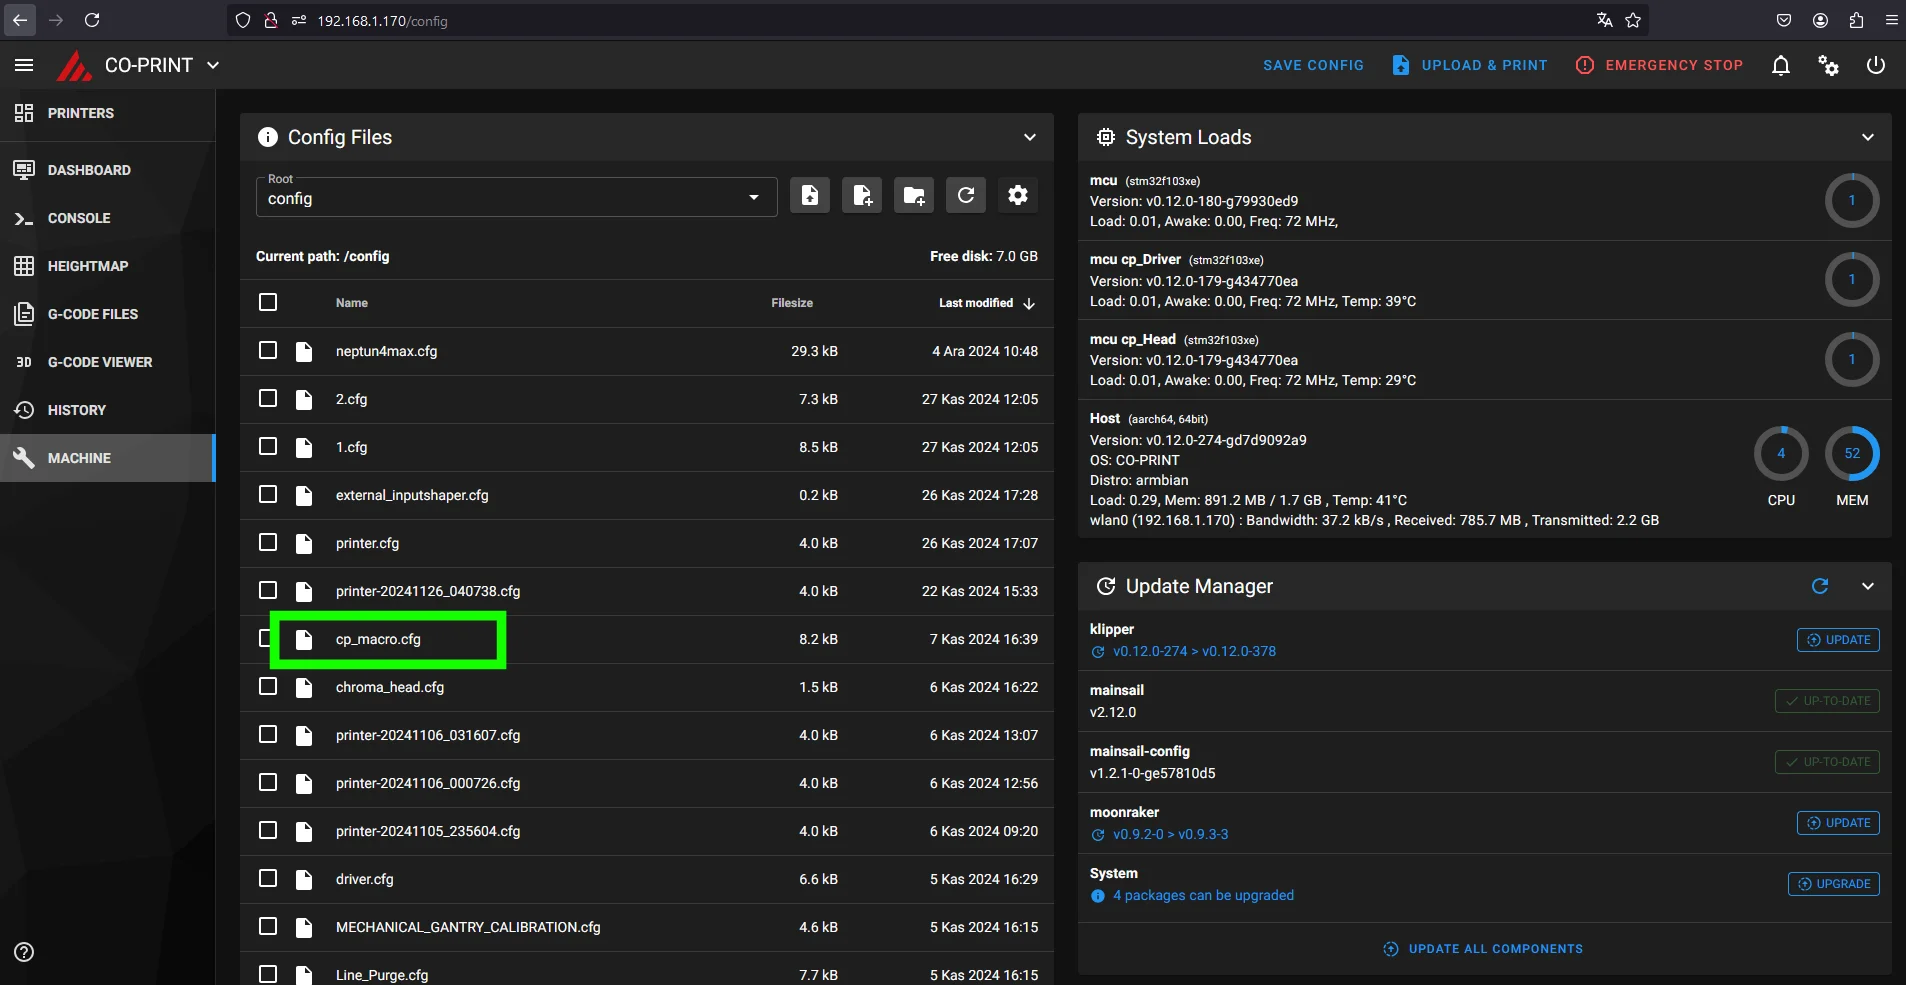 192.168.1.170/config
CO-PRINT
SAVE CONFIG
UPLOAD & PRINT
EMERGENCY STOP
PRINTERS
DASHBOARD
CONSOLE
HEIGHTMAP
G-CODE FILES
3D G-CODE VIEWER
HISTORY
MACHINE
Config Files
Root
config
Current path: /config
Free disk: 7.0 GB
Name Filesize Last modified
neptun4max.cfg 29.3 kB 4 Ara 2024 10:48
2.cfg 7.3 kB 27 Kas 2024 12:05
1.cfg 8.5 kB 27 Kas 2024 12:05
external_inputshaper.cfg 0.2 kB 26 Kas 2024 17:28
printer.cfg 4.0 kB 26 Kas 2024 17:07
printer-20241126_040738.cfg 4.0 kB 22 Kas 2024 15:33
cp_macro.cfg 8.2 kB 7 Kas 2024 16:39
chroma_head.cfg 1.5 kB 6 Kas 2024 16:22
printer-20241106_031607.cfg 4.0 kB 6 Kas 2024 13:07
printer-20241106_000726.cfg 4.0 kB 6 Kas 2024 12:56
printer-20241105_235604.cfg 4.0 kB 6 Kas 2024 09:20
driver.cfg 6.6 kB 5 Kas 2024 16:29
MECHANICAL_GANTRY_CALIBRATION.cfg 4.6 kB 5 Kas 2024 16:15
Line_Purge.cfg 7.7 kB 5 Kas 2024 16:15
System Loads
mcu (stm32f103xe)
Version: v0.12.0-180-g79930ed9
Load: 0.01, Awake: 0.00, Freq: 72 MHz,
1
mcu cp_Driver (stm32f103xe)
Version: v0.12.0-179-g434770ea
Load: 0.01, Awake: 0.00, Freq: 72 MHz, Temp: 39°C
1
mcu cp_Head (stm32f103xe)
Version: v0.12.0-179-g434770ea
Load: 0.01, Awake: 0.00, Freq: 72 MHz, Temp: 29°C
1
Host (aarch64, 64bit)
Version: v0.12.0-274-gd7d9092a9
OS: CO-PRINT
Distro: armbian
Load: 0.29, Mem: 891.2 MB / 1.7 GB , Temp: 41°C
wlan0 (192.168.1.170) : Bandwidth: 37.2 kB/s , Received: 785.7 MB , Transmitted: 2.2 GB
4 52
CPU MEM
Update Manager
klipper
v0.12.0-274 > v0.12.0-378
UPDATE
mainsail
v2.12.0
UP-TO-DATE
mainsail-config
v1.2.1-0-ge57810d5
UP-TO-DATE
moonraker
v0.9.2-0 > v0.9.3-3
UPDATE
System
4 packages can be upgraded
UPGRADE
UPDATE ALL COMPONENTS